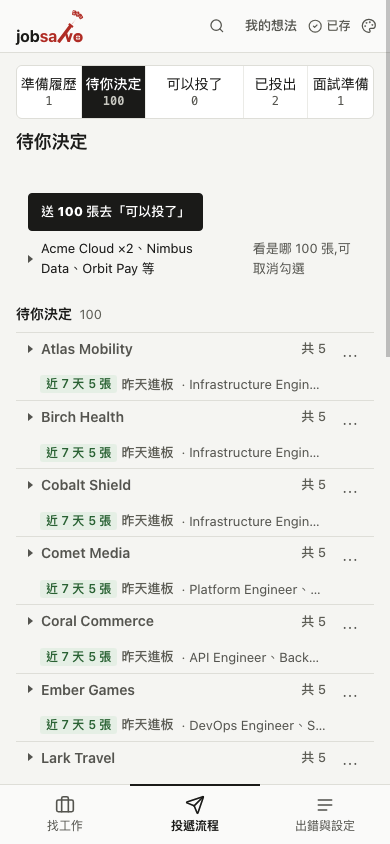 jobsalvo
我的想法
已存
準備履歷
1
待你決定
100
可以投了
0
已投出
2
面試準備
1
待你決定
送 100 張去「可以投了」
Acme Cloud ×2、Nimbus
Data、Orbit Pay 等
看是哪 100 張,可
取消勾選
待你決定 100
Atlas Mobility 共 5 ...
近 7 天 5 張 昨天進板 · Infrastructure Engin...
Birch Health 共 5 ...
近 7 天 5 張 昨天進板 · Infrastructure Engin...
Cobalt Shield 共 5 ...
近 7 天 5 張 昨天進板 · Infrastructure Engin...
Comet Media 共 5 ...
近 7 天 5 張 昨天進板 · Platform Engineer、...
Coral Commerce 共 5 ...
近 7 天 5 張 昨天進板 · API Engineer、Back...
Ember Games 共 5 ...
近 7 天 5 張 昨天進板 · DevOps Engineer、S...
Lark Travel 共 5 ...
找工作
投遞流程
出錯與設定